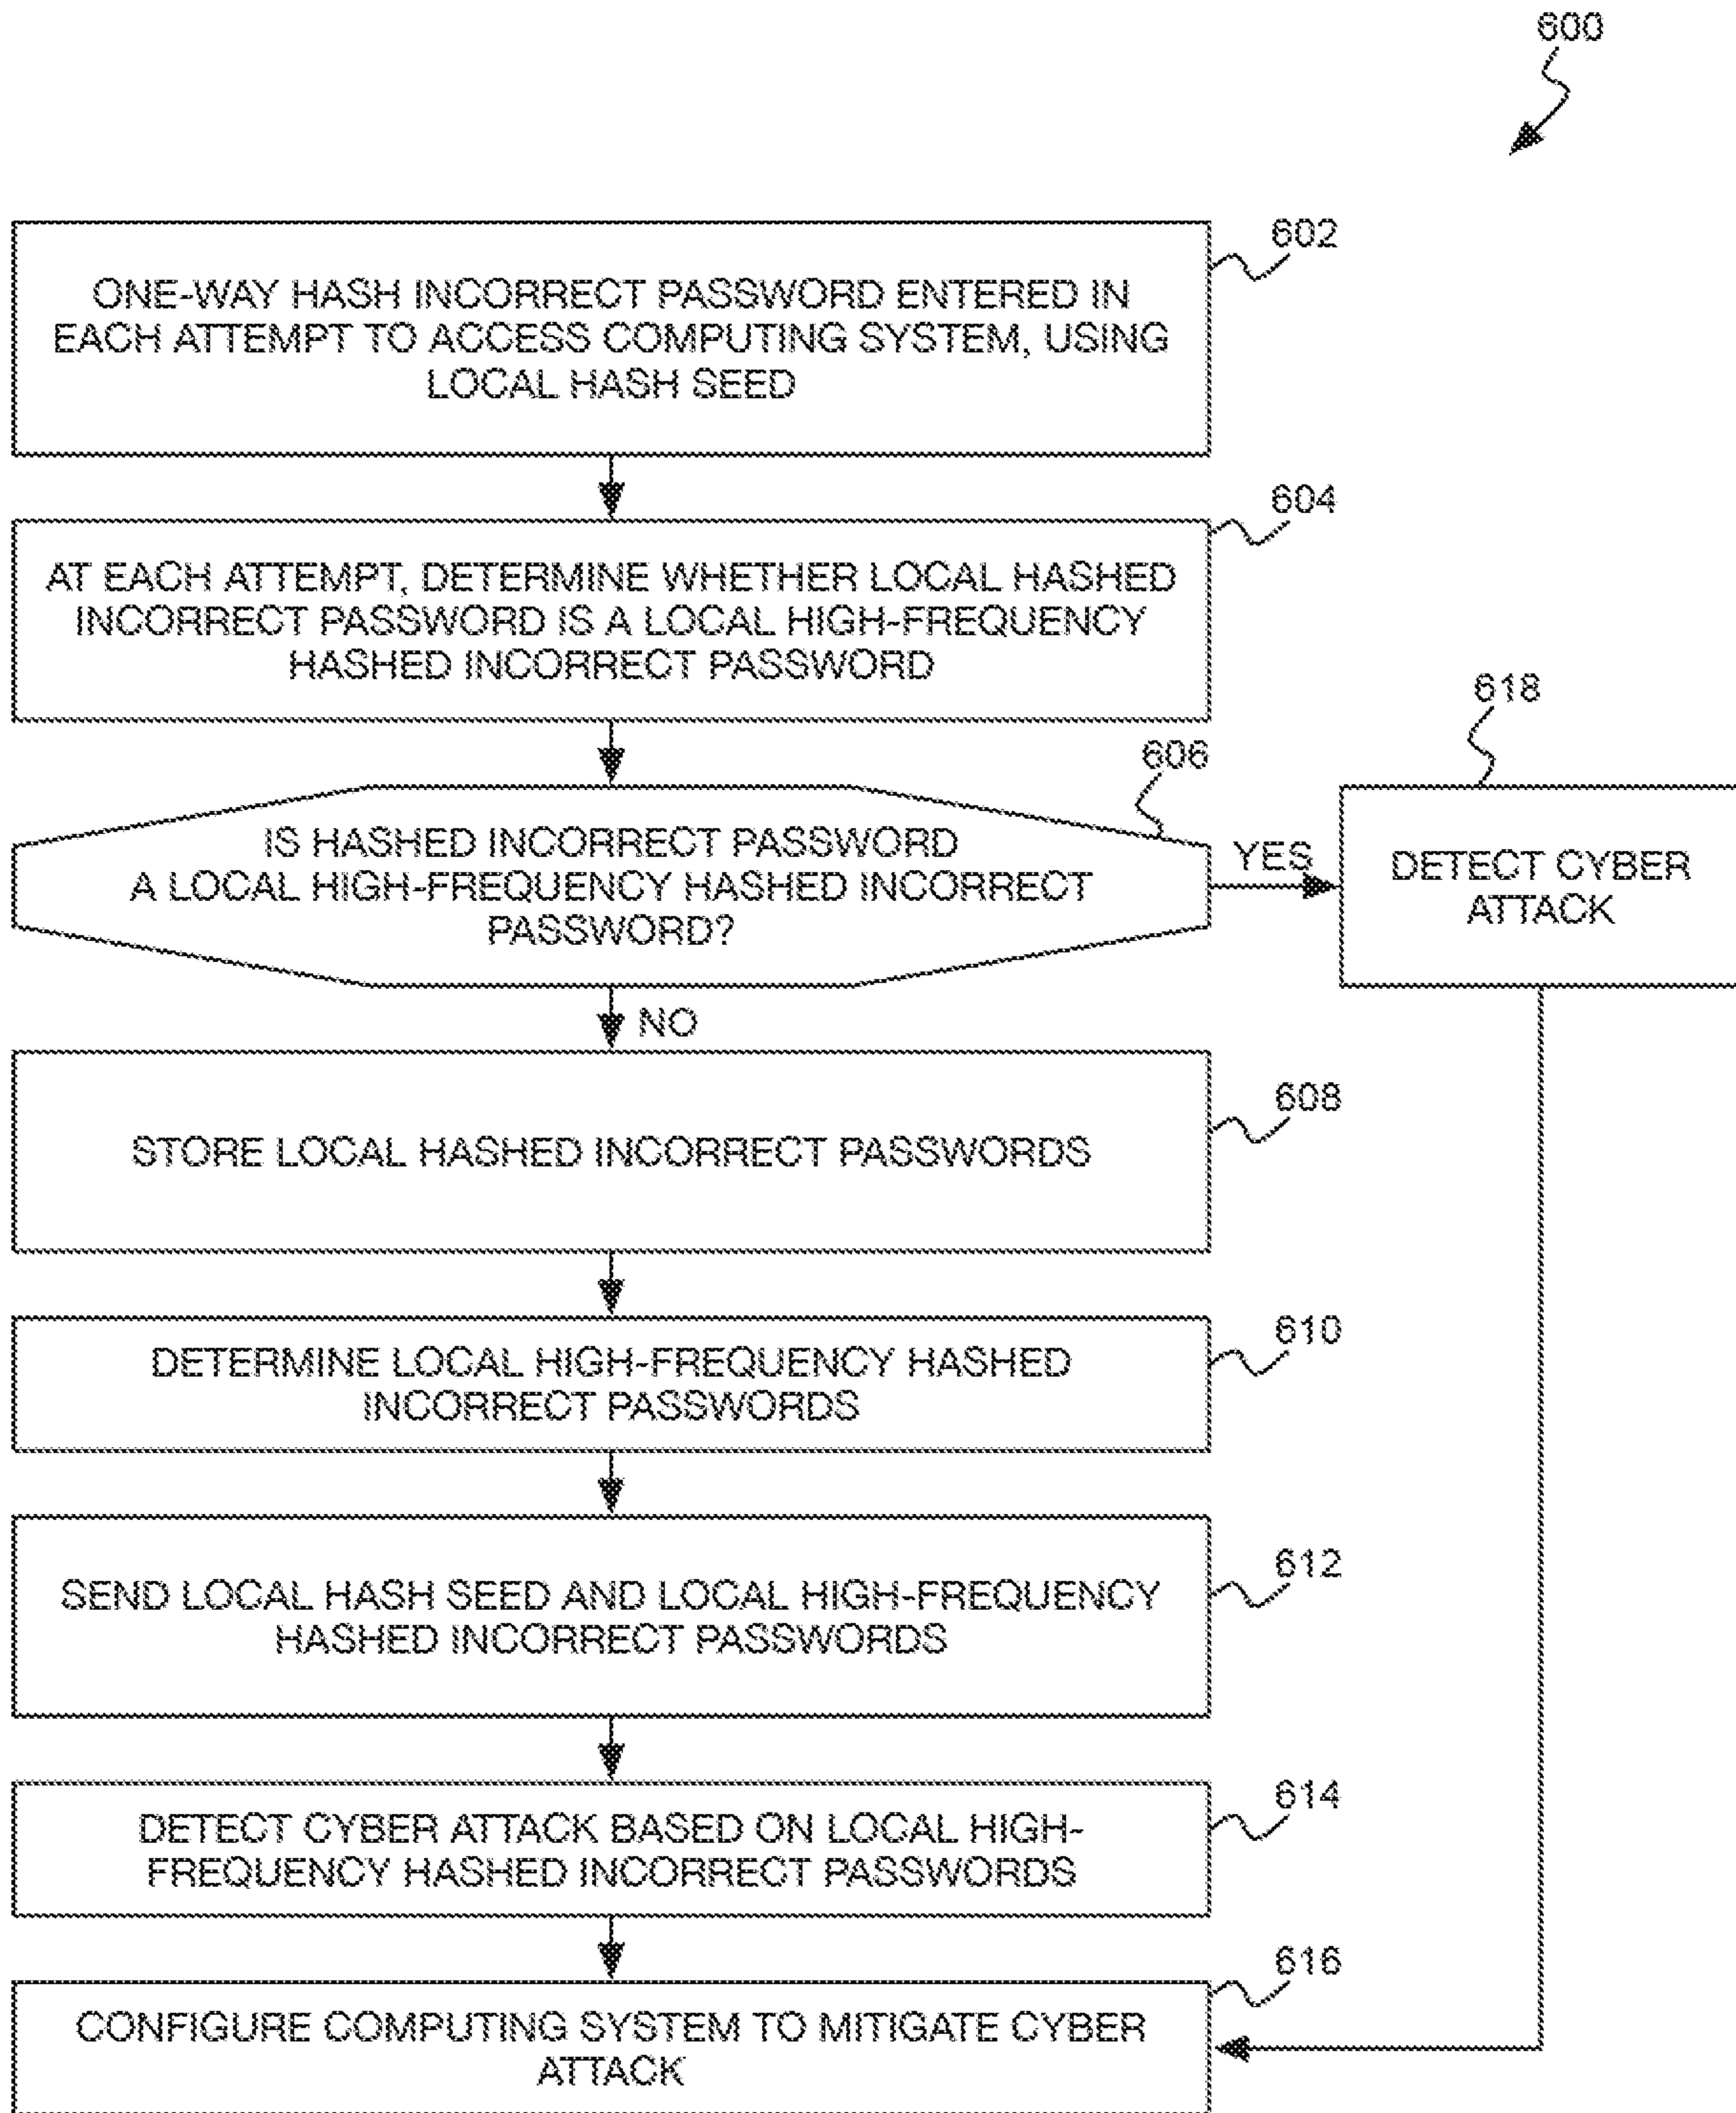 600
602
ONE-WAY HASH INCORRECT PASSWORD ENTERED IN
EACH ATTEMPT TO ACCESS COMPUTING SYSTEM, USING
LOCAL HASH SEED
604
AT EACH ATTEMPT, DETERMINE WHETHER LOCAL HASHED
INCORRECT PASSWORD IS A LOCAL HIGH-FREQUENCY
HASHED INCORRECT PASSWORD
606
IS HASHED INCORRECT PASSWORD
A LOCAL HIGH-FREQUENCY HASHED INCORRECT
PASSWORD?
YES
618
DETECT CYBER
ATTACK
NO
608
STORE LOCAL HASHED INCORRECT PASSWORDS
610
DETERMINE LOCAL HIGH-FREQUENCY HASHED
INCORRECT PASSWORDS
612
SEND LOCAL HASH SEED AND LOCAL HIGH-FREQUENCY
HASHED INCORRECT PASSWORDS
614
DETECT CYBER ATTACK BASED ON LOCAL HIGH-
FREQUENCY HASHED INCORRECT PASSWORDS
616
CONFIGURE COMPUTING SYSTEM TO MITIGATE CYBER
ATTACK